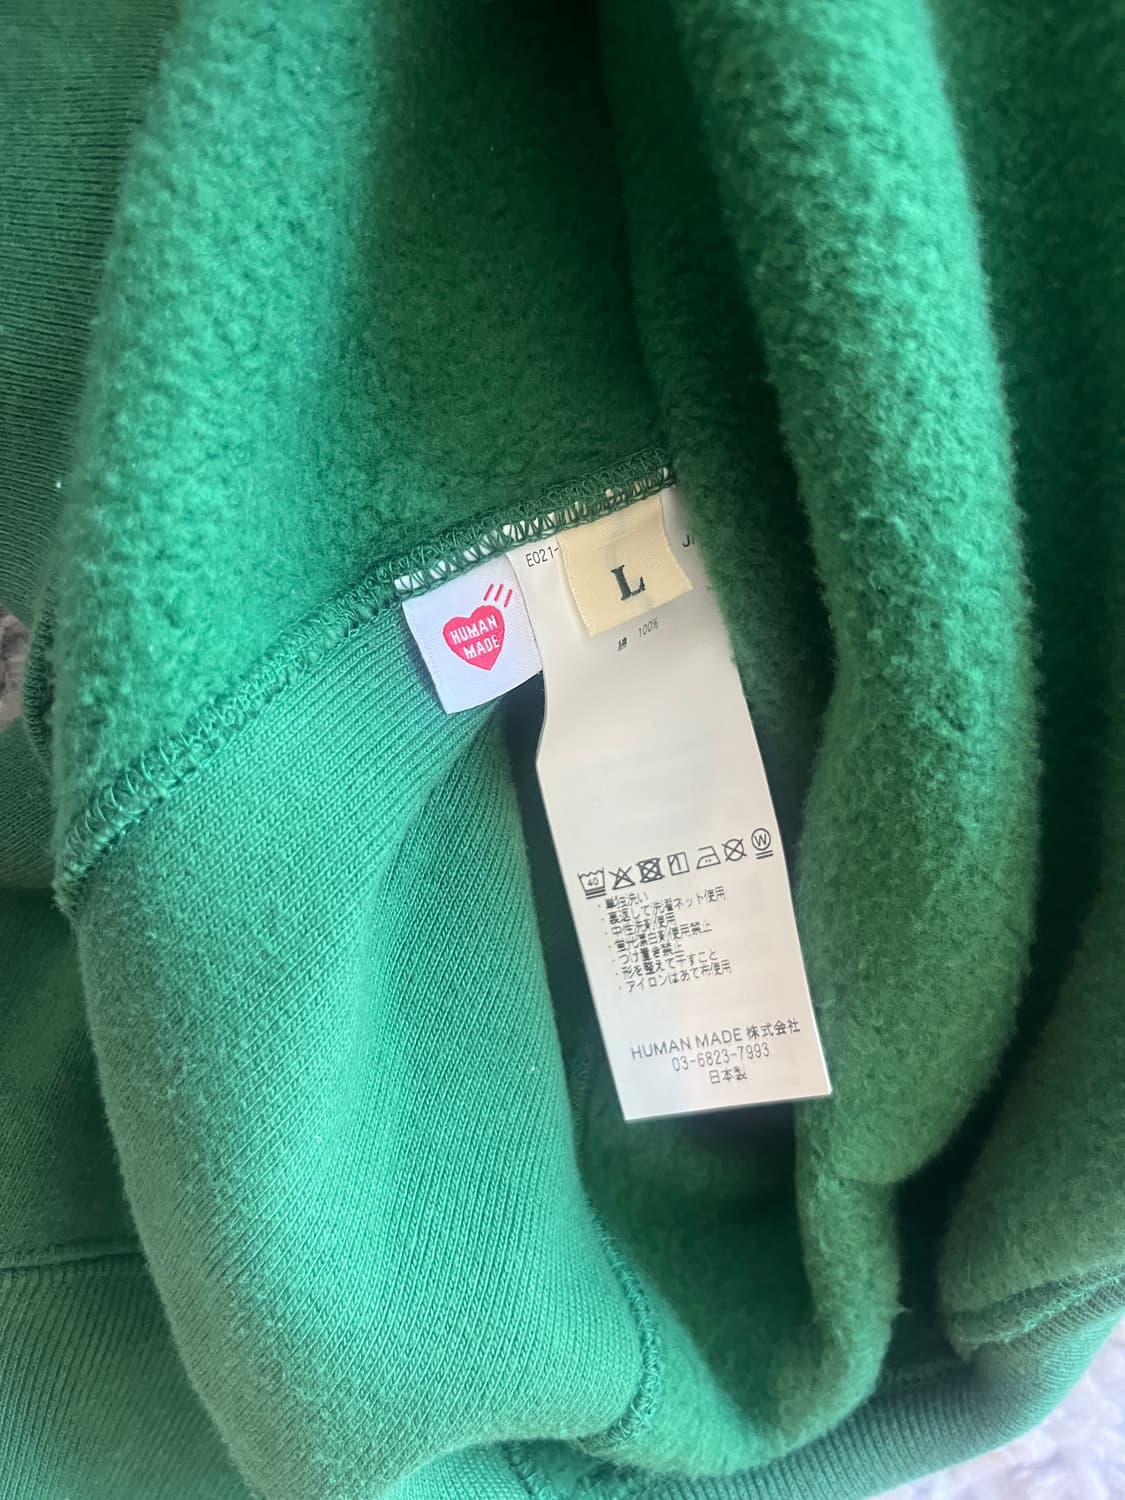 HUMAN
MADE
E021-
L
綿 100%
40
W
・単独洗い
・裏返して洗濯ネット使用
・中性洗剤使用
・蛍光漂白剤使用禁止
・つけ置き禁止
・形を整えて干すこと
・アイロンはあて布使用
HUMAN MADE 株式会社
03-6823-7993
日本製